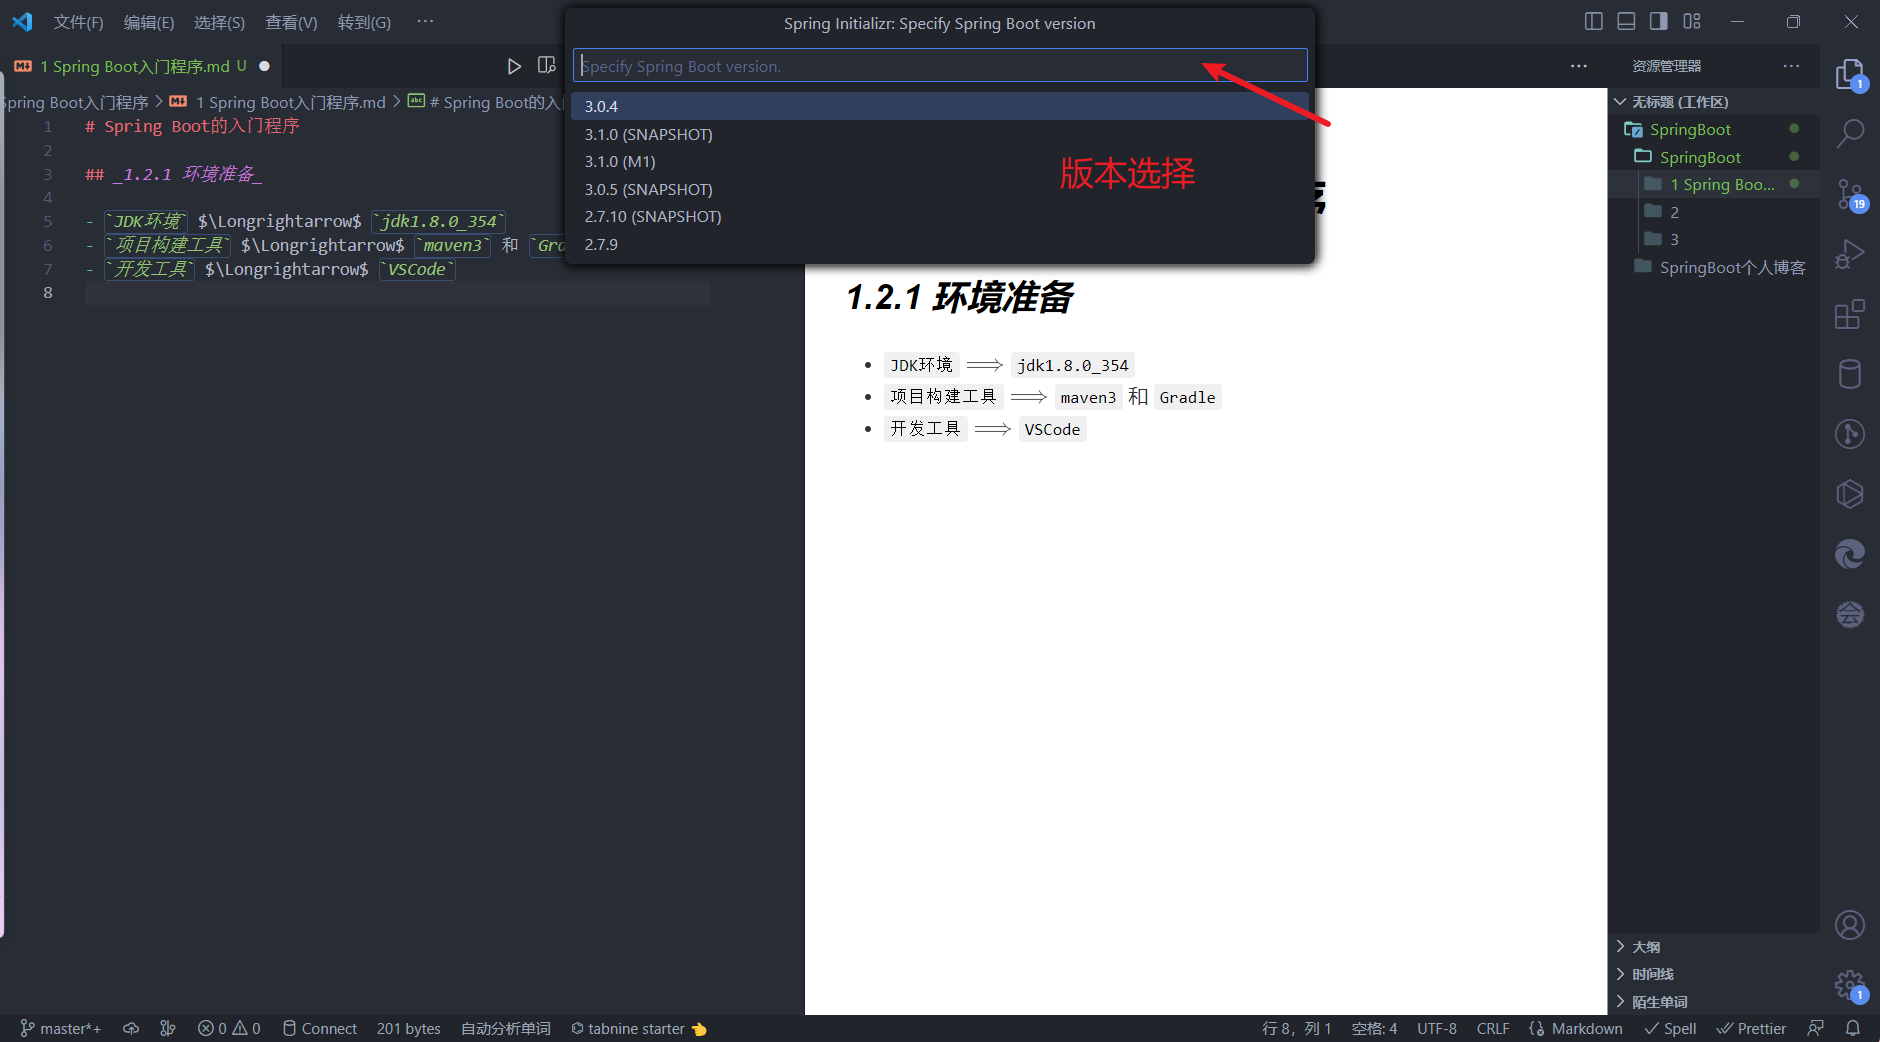 文件(F) 编辑(E) 选择(S) 查看(V) 转到(G) ···
Spring Initializr: Specify Spring Boot version
Specify Spring Boot version.
3.0.4
3.1.0 (SNAPSHOT)
3.1.0 (M1)
3.0.5 (SNAPSHOT)
2.7.10 (SNAPSHOT)
2.7.9
版本选择
1 Spring Boot入门程序.md U
Spring Boot入门程序 > 1 Spring Boot入门程序.md > # Spring Boot的入
1 # Spring Boot的入门程序
2
3 ## _1.2.1 环境准备_
4
5 - `JDK环境` $\Longrightarrow$ `jdk1.8.0_354`
6 - `项目构建工具` $\Longrightarrow$ `maven3` 和 `Gra
7 - `开发工具` $\Longrightarrow$ `VSCode`
8
序
1.2.1 环境准备
• JDK环境 ⟹ jdk1.8.0_354
• 项目构建工具 ⟹ maven3 和 Gradle
• 开发工具 ⟹ VSCode
资源管理器
无标题 (工作区)
SpringBoot
SpringBoot
1 Spring Boo...
2
3
SpringBoot个人博客
大纲
时间线
陌生单词
1
19
1
master*+ 0 0 Connect 201 bytes 自动分析单词 tabnine starter
行 8，列 1 空格: 4 UTF-8 CRLF Markdown Spell Prettier